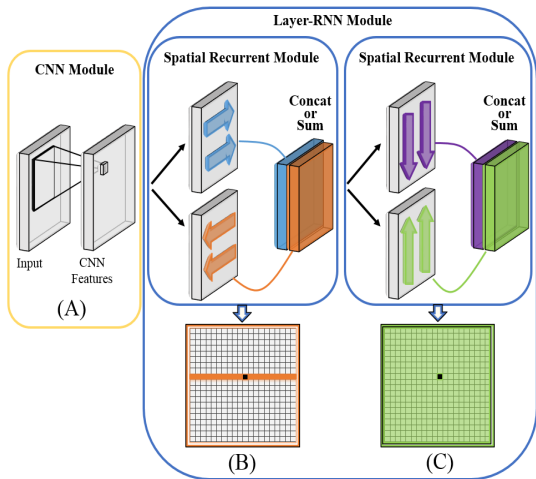 Layer-RNN Module
CNN Module
Input
CNN
Features
(A)
Spatial Recurrent Module
Concat
or
Sum
(B)
Spatial Recurrent Module
Concat
or
Sum
(C)